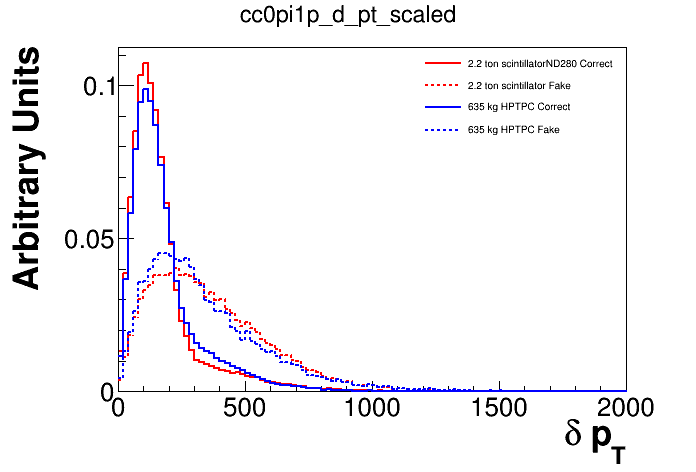 cc0pi1p_d_pt_scaled
Arbitrary Units
0.1
0.05
0
2.2 ton scintillatorND280 Correct
2.2 ton scintillator Fake
635 kg HPTPC Correct
635 kg HPTPC Fake
0 500 1000 1500 2000
δ pT